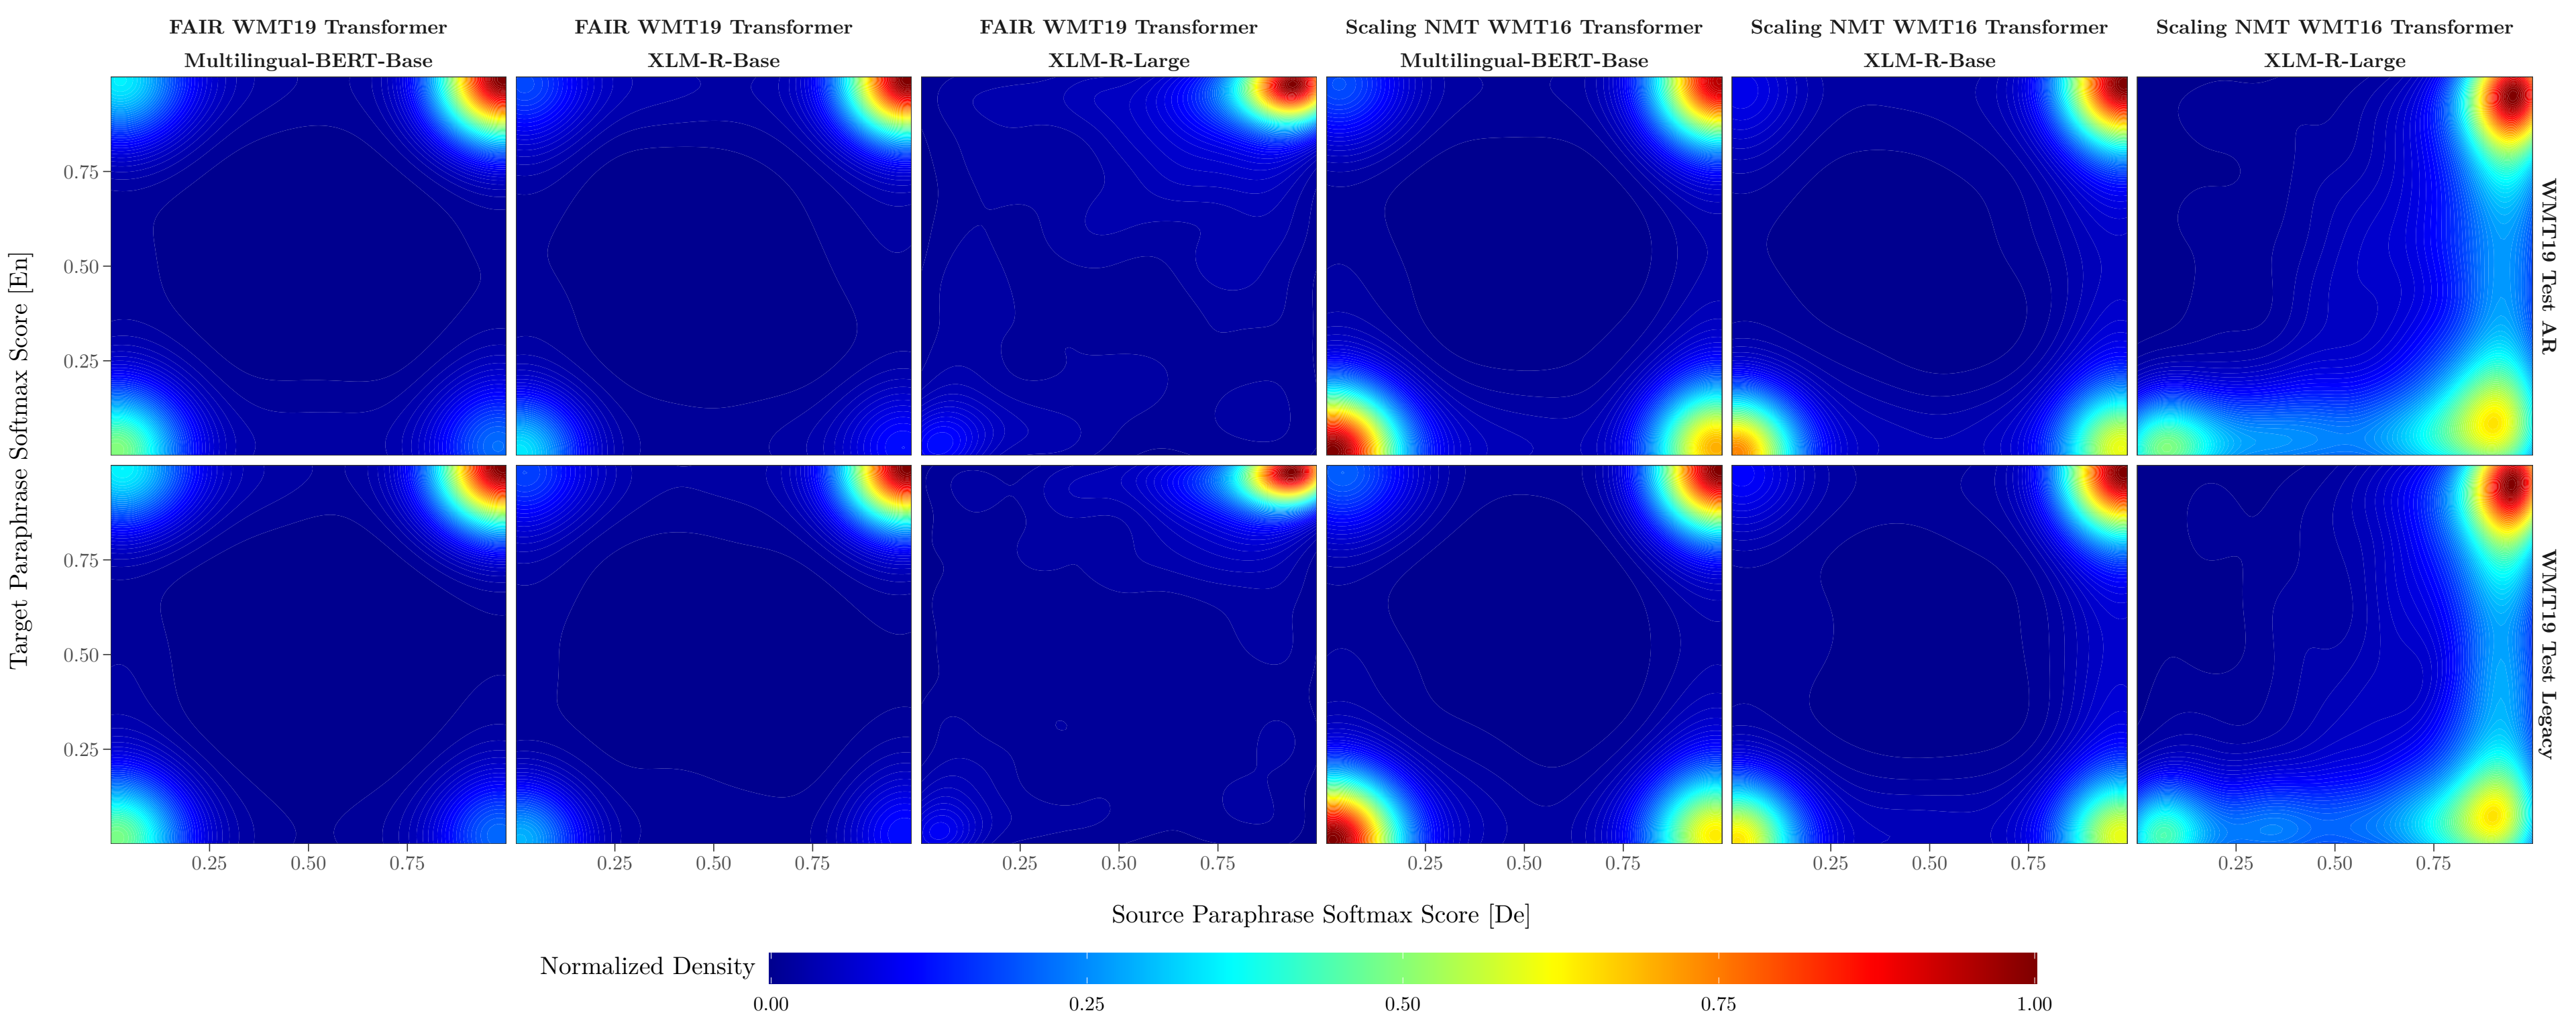 FAIR WMT19 Transformer
Multilingual-BERT-Base
FAIR WMT19 Transformer
XLM-R-Base
FAIR WMT19 Transformer
XLM-R-Large
Scaling NMT WMT16 Transformer
Multilingual-BERT-Base
Scaling NMT WMT16 Transformer
XLM-R-Base
Scaling NMT WMT16 Transformer
XLM-R-Large
Target Paraphrase Softmax Score [En]
0.75
0.50
0.25
WMT19 Test AR
0.75
0.50
0.25
WMT19 Test Legacy
0.25 0.50 0.75
0.25 0.50 0.75
0.25 0.50 0.75
0.25 0.50 0.75
0.25 0.50 0.75
0.25 0.50 0.75
Source Paraphrase Softmax Score [De]
Normalized Density
0.00 0.25 0.50 0.75 1.00